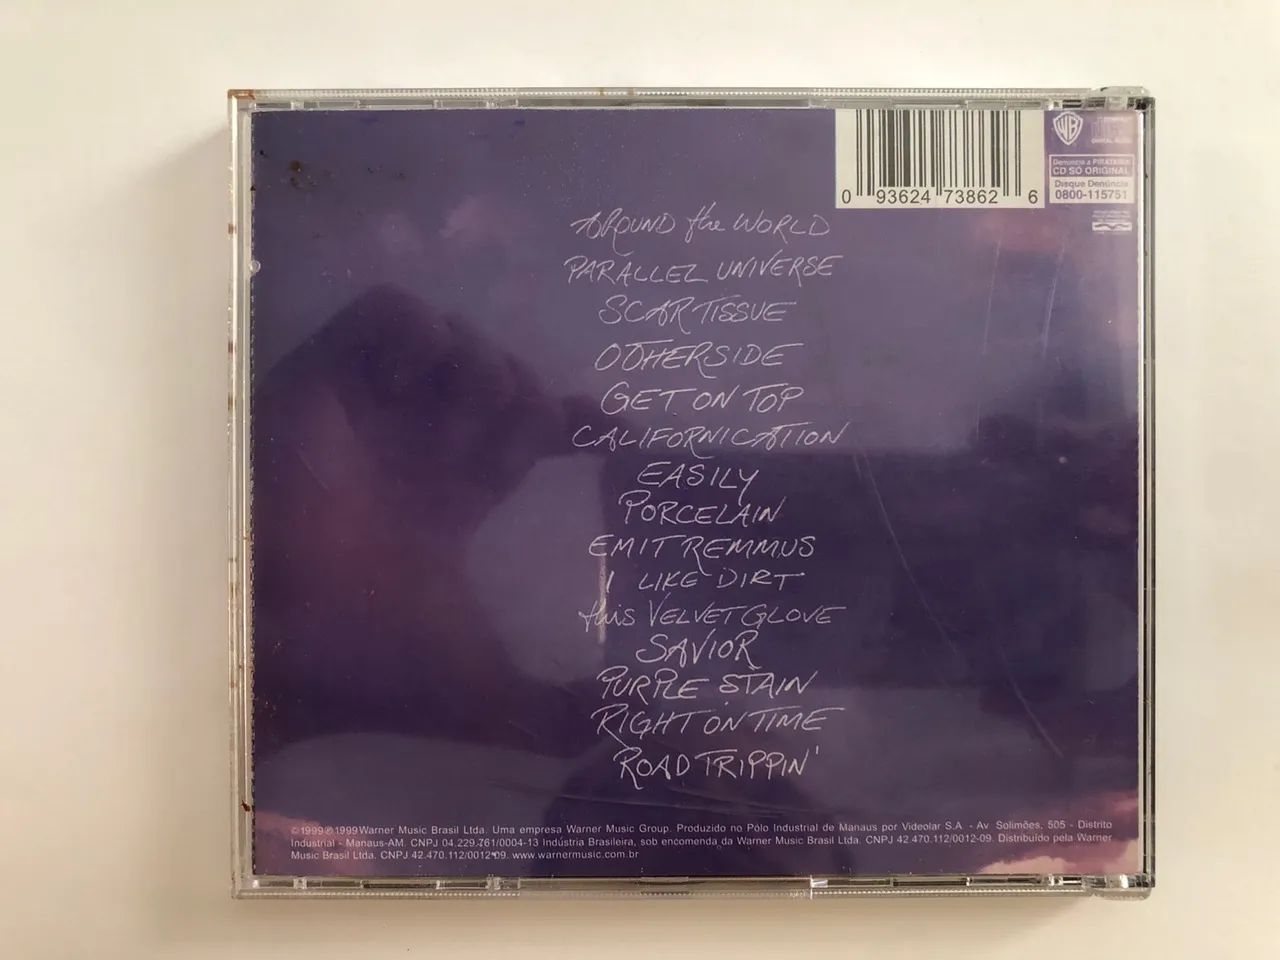 0 93624 73862 6
WB
DIGITAL AUDIO
Denuncie a PIRATARIA
CD SÓ ORIGINAL
Disque Denúncia
0800-115751
AROUND the WORLD
PARALLEL UNIVERSE
SCAR TISSUE
OTHERSIDE
GET ON TOP
CALIFORNICATION
EASILY
PORCELAIN
EMIT REMMUS
I LIKE DIRT
this VELVET GLOVE
SAVIOR
PURPLE STAIN
RIGHT ON TIME
ROAD TRIPPIN'
©1999℗1999 Warner Music Brasil Ltda. Uma empresa Warner Music Group. Produzido no Pólo Industrial de Manaus por Videolar S.A. - Av. Solimões, 505 - Distrito
Industrial - Manaus-AM. CNPJ 04.229.761/0004-13 Indústria Brasileira, sob encomenda da Warner Music Brasil Ltda. CNPJ 42.470.112/0012-09. Distribuído pela Warner
Music Brasil Ltda. CNPJ 42.470.112/0012-09. www.warnermusic.com.br